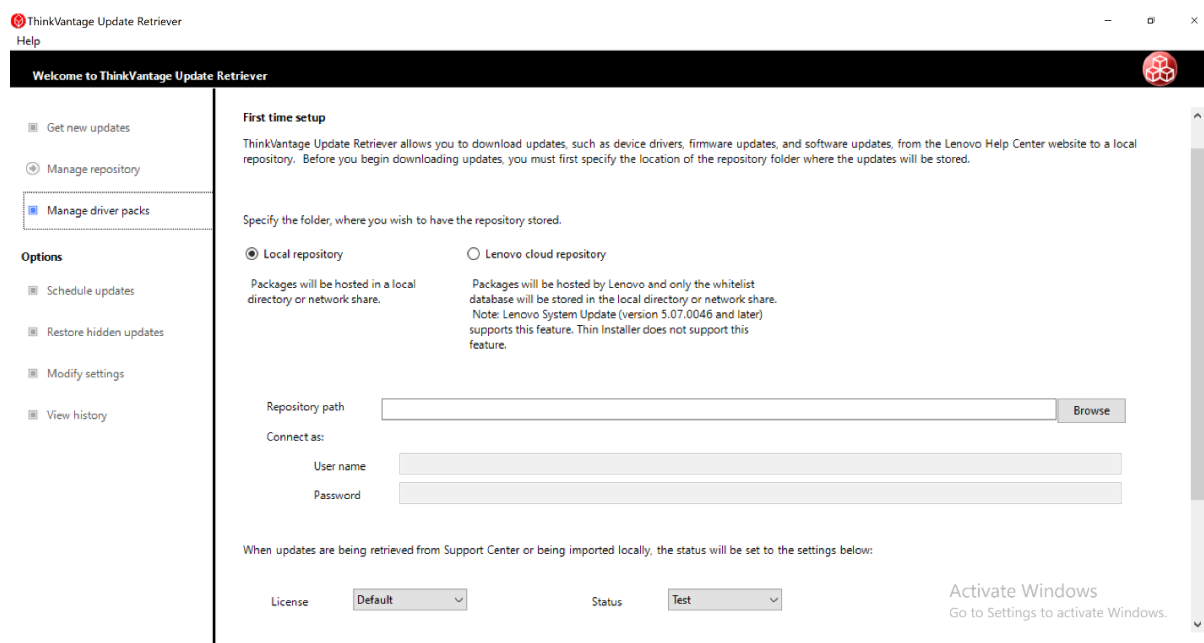 ThinkVantage Update Retriever
Help
Welcome to ThinkVantage Update Retriever
Get new updates
Manage repository
Manage driver packs
Options
Schedule updates
Restore hidden updates
Modify settings
View history
First time setup
ThinkVantage Update Retriever allows you to download updates, such as device drivers, firmware updates, and software updates, from the Lenovo Help Center website to a local
repository. Before you begin downloading updates, you must first specify the location of the repository folder where the updates will be stored.
Specify the folder, where you wish to have the repository stored.
Local repository
Packages will be hosted in a local
directory or network share.
Lenovo cloud repository
Packages will be hosted by Lenovo and only the whitelist
database will be stored in the local directory or network share.
Note: Lenovo System Update (version 5.07.0046 and later)
supports this feature. Thin Installer does not support this
feature.
Repository path
Browse
Connect as:
User name
Password
When updates are being retrieved from Support Center or being imported locally, the status will be set to the settings below:
License
Default
Status
Test
Activate Windows
Go to Settings to activate Windows.